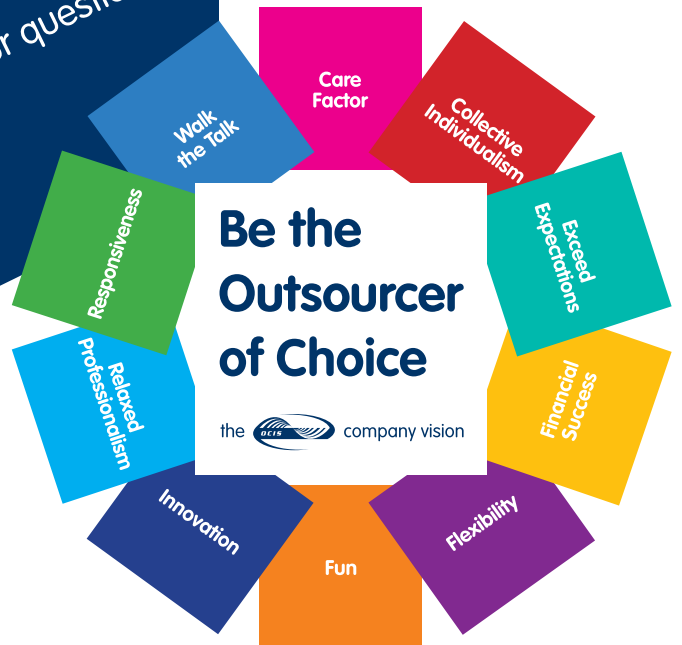 r questi
Care
Factor
Collective
Individualism
Exceed
Expectations
Financial
Success
Flexibility
Fun
Innovation
Relaxed
Professionalism
Responsiveness
Walk
the Talk
Be the
Outsourcer
of Choice
the OCIS company vision